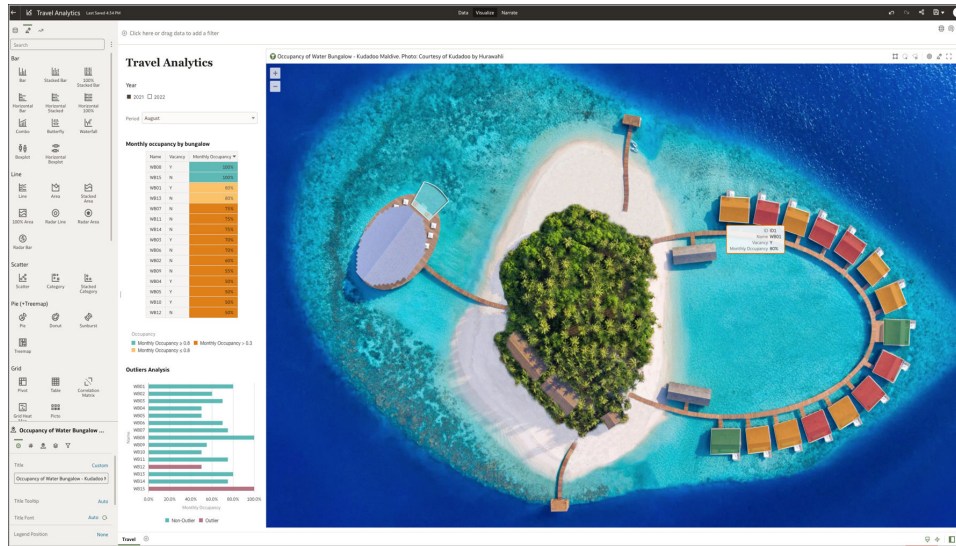 Travel Analytics Last Saved 4:54 PM
Data Visualize Narrate
Search
Click here or drag data to add a filter
Bar
Bar Stacked Bar 100% Stacked Bar
Horizontal Bar Horizontal Stacked Horizontal 100%
Combo Butterfly Waterfall
Boxplot Horizontal Boxplot
Line
Line Area Stacked Area
100% Area Radar Line Radar Area
Radar Bar
Scatter
Scatter Category Stacked Category
Pie (+Treemap)
Pie Donut Sunburst
Treemap
Grid
Pivot Table Correlation Matrix
Grid Heat Picto
Occupancy of Water Bungalow ...
Title Custom
Occupancy of Water Bungalow - Kudadoo
Title Tooltip Auto
Title Font Auto
Legend Position None
Travel Analytics
Year
2021 2022
Period August
Monthly occupancy by bungalow
Name Vacancy Monthly Occupancy
WB08 Y 100%
WB15 N 100%
WB01 Y 80%
WB13 N 80%
WB07 N 75%
WB11 N 75%
WB14 N 75%
WB03 Y 70%
WB06 N 70%
WB02 N 60%
WB09 N 55%
WB04 Y 50%
WB05 Y 50%
WB10 Y 50%
WB12 N 50%
Occupancy
Monthly Occupancy ≥ 0.8 Monthly Occupancy > 0.3
Monthly Occupancy ≤ 0.8
Outliers Analysis
Name
WB01
WB02
WB03
WB04
WB05
WB06
WB07
WB08
WB09
WB10
WB11
WB12
WB13
WB14
WB15
0.0% 20.0% 40.0% 60.0% 80.0% 100.0%
Monthly Occupancy
Non-Outlier Outlier
Travel
Occupancy of Water Bungalow - Kudadoo Maldive. Photo: Courtesy of Kudadoo by Hurawahli
ID ID1
Name WB01
Vacancy Y
Monthly Occupancy 80%